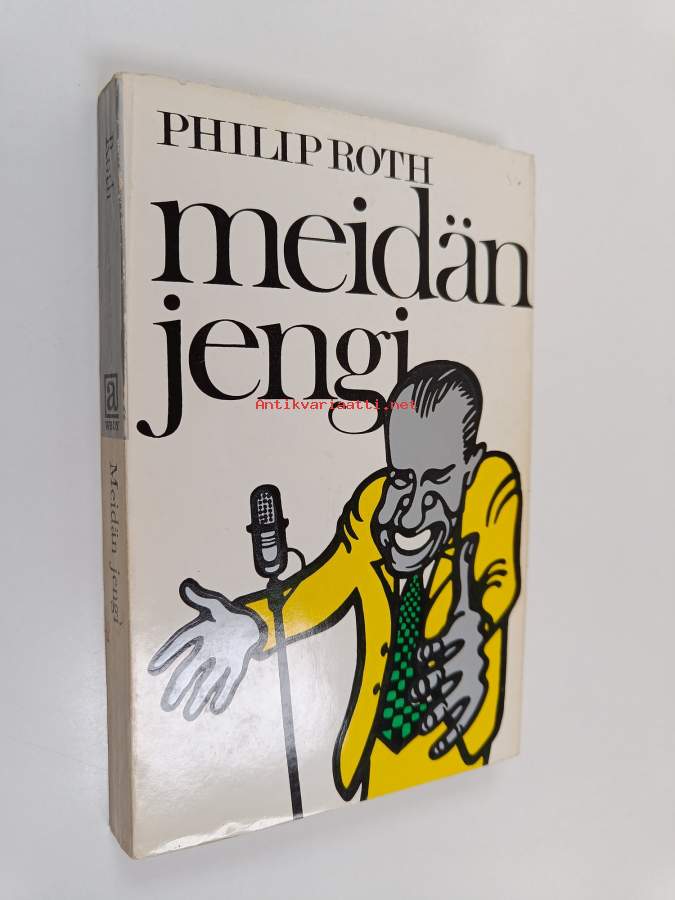 PHILIP ROTH
meidän
jengi
Antikvariaatti.net
Roth
a
Meidän jengi